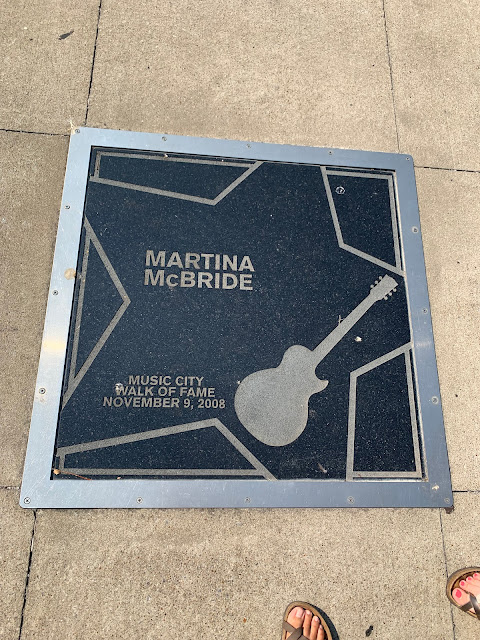 MARTINA
McBRIDE
MUSIC CITY
WALK OF FAME
NOVEMBER 9, 2008